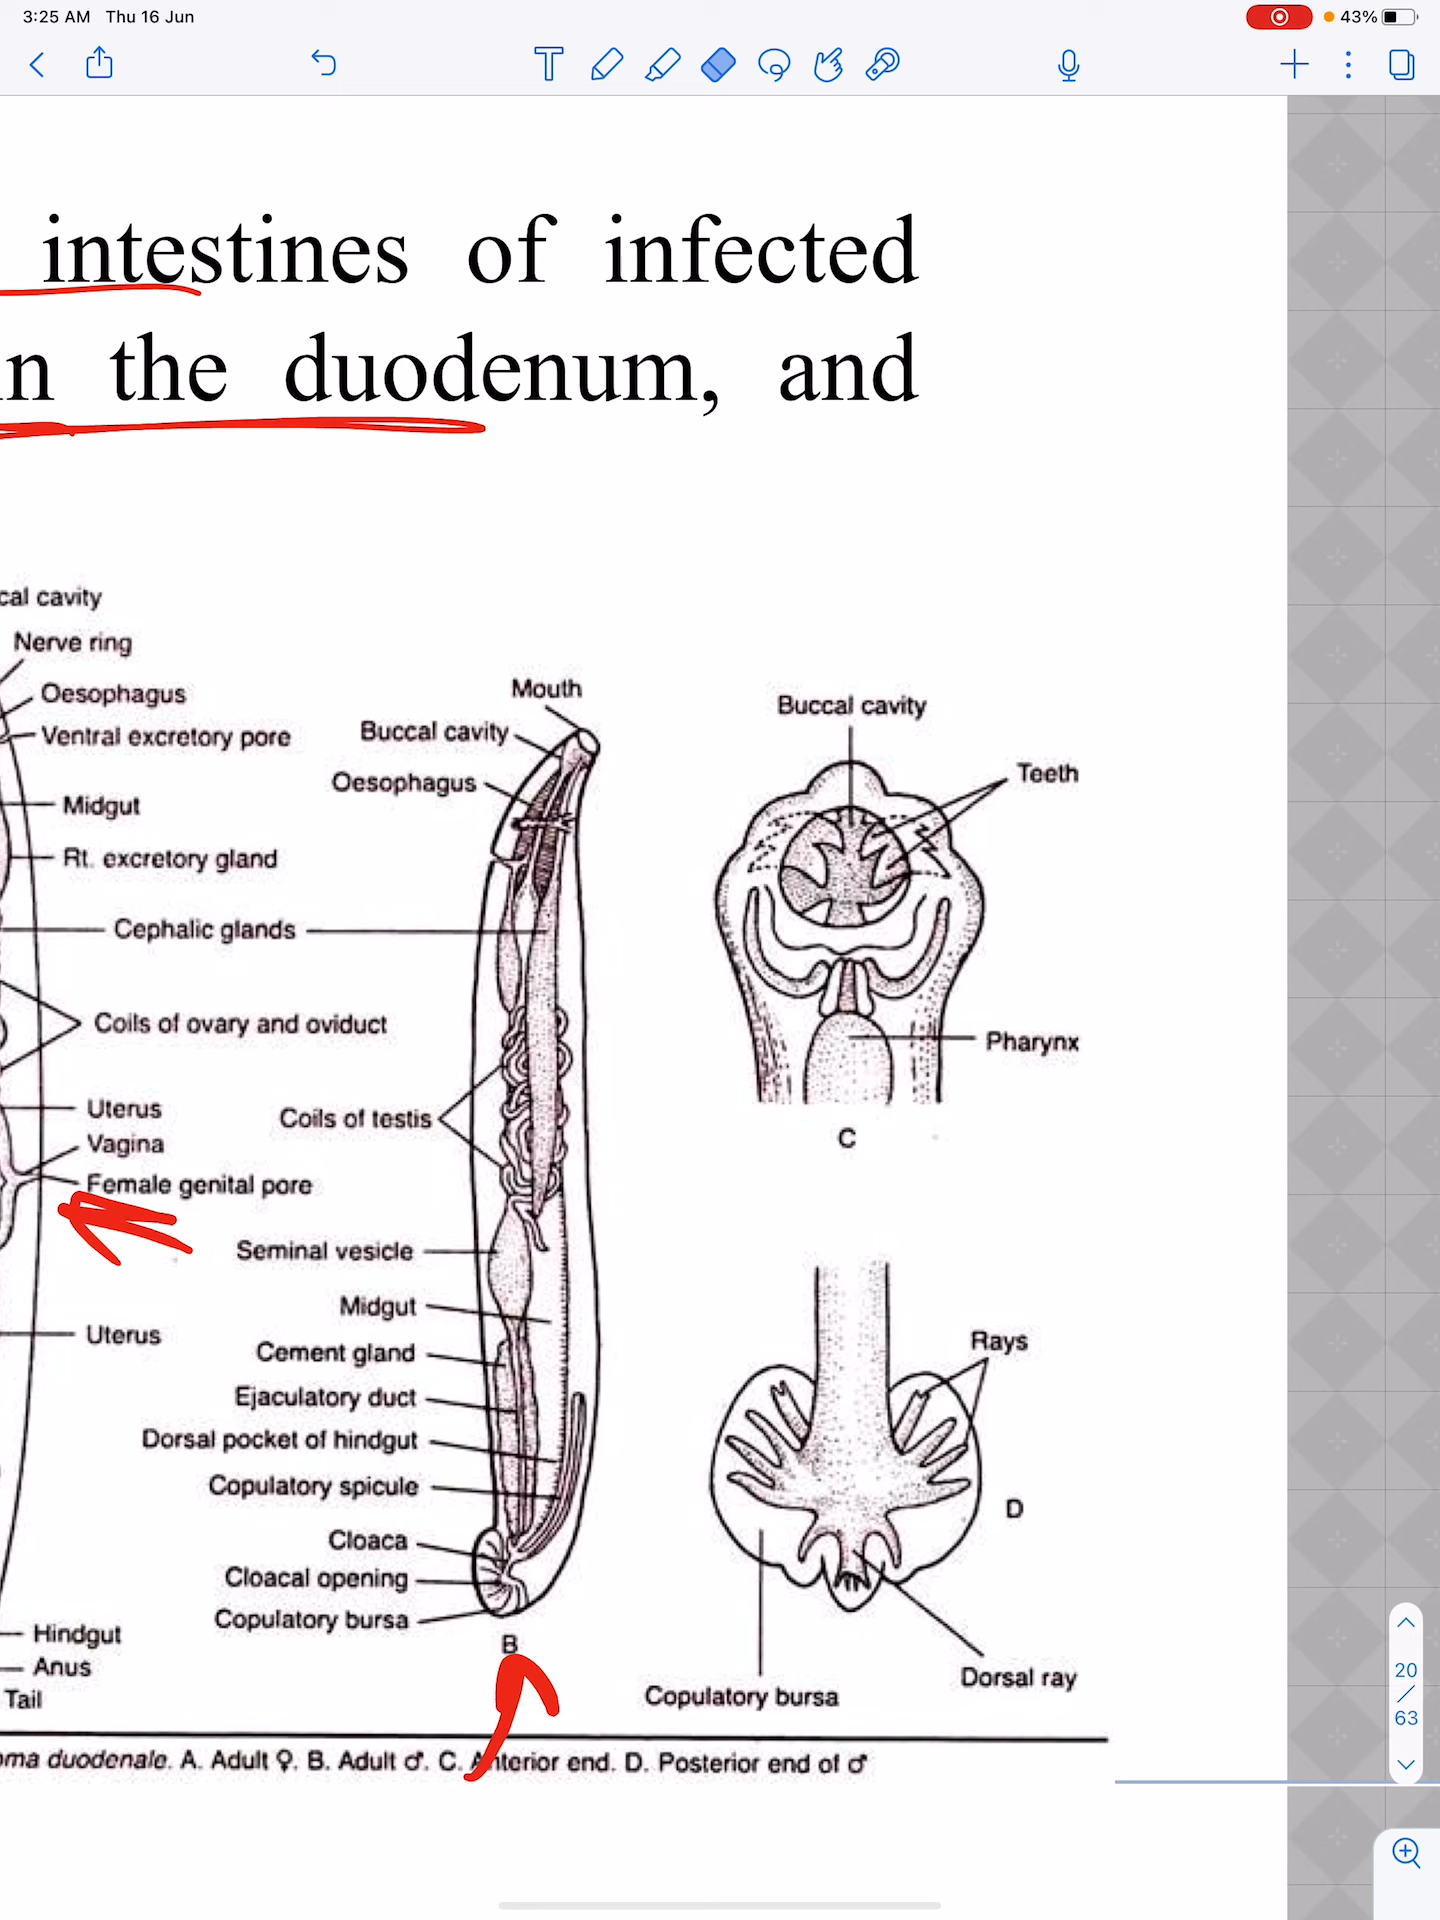 3:25 AM Thu 16 Jun
43%
intestines of infected
in the duodenum, and
cal cavity
Nerve ring
Oesophagus
Ventral excretory pore
Midgut
Rt. excretory gland
Cephalic glands
Coils of ovary and oviduct
Uterus
Vagina
Female genital pore
Uterus
Hindgut
Anus
Tail
Mouth
Buccal cavity
Oesophagus
Coils of testis
Seminal vesicle
Midgut
Cement gland
Ejaculatory duct
Dorsal pocket of hindgut
Copulatory spicule
Cloaca
Cloacal opening
Copulatory bursa
B
Buccal cavity
Teeth
Pharynx
C
Rays
D
Dorsal ray
Copulatory bursa
oma duodenale. A. Adult ♀. B. Adult ♂. C. Anterior end. D. Posterior end of ♂
20
/
63